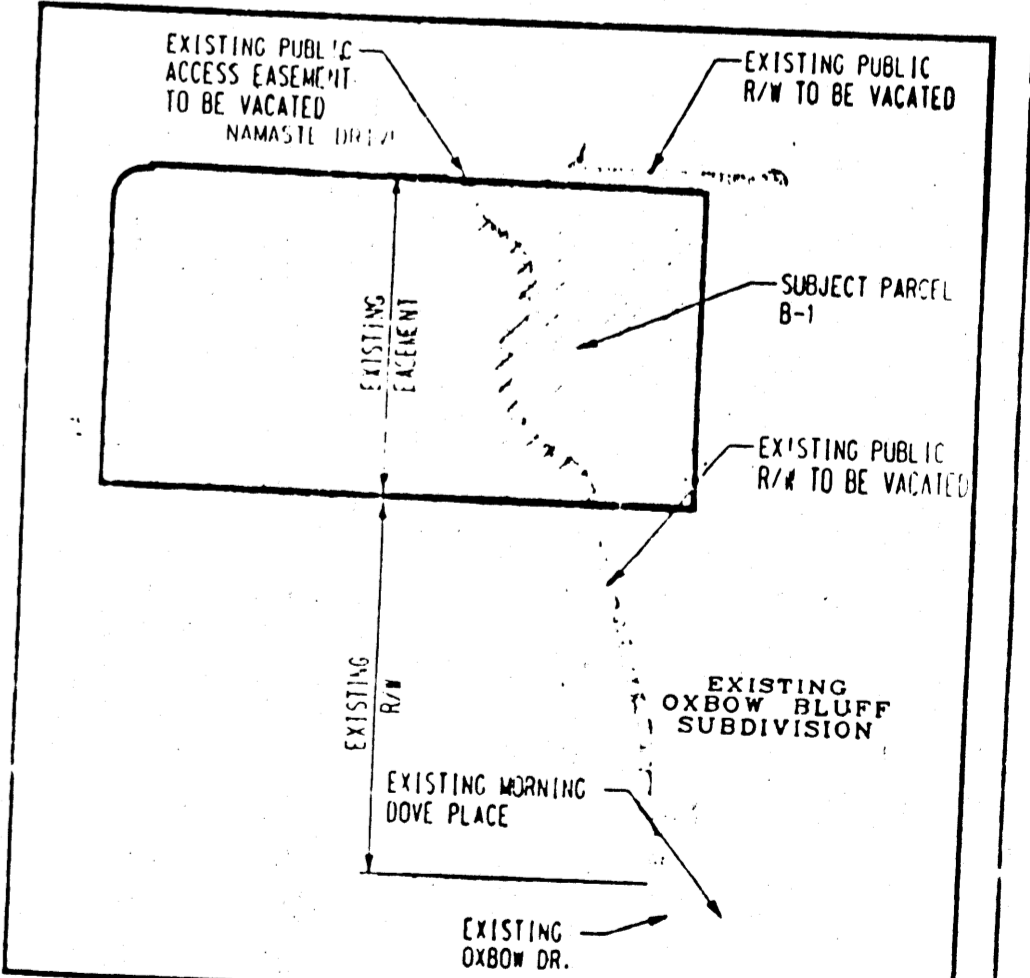 EXISTING PUBLIC
ACCESS EASEMENT
TO BE VACATED
NAMASTE DRIVE
EXISTING PUBLIC
R/W TO BE VACATED
SUBJECT PARCEL
B-1
EXISTING
EASEMENT
EXISTING PUBLIC
R/W TO BE VACATED
EXISTING
R/W
EXISTING
OXBOW BLUFF
SUBDIVISION
EXISTING MORNING
DOVE PLACE
EXISTING
OXBOW DR.